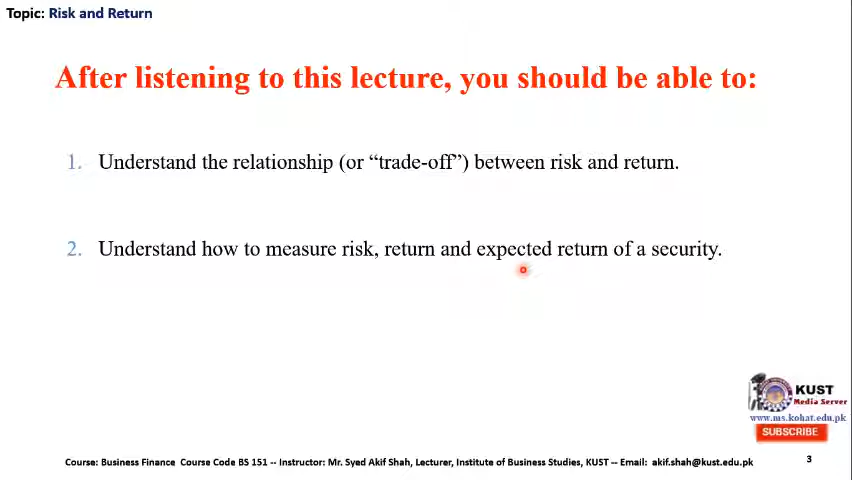 Topic: Risk and Return
After listening to this lecture, you should be able to:
1. Understand the relationship (or “trade-off”) between risk and return.
2. Understand how to measure risk, return and expected return of a security.
KUST
Media Server
www.ms.kohat.edu.pk
SUBSCRIBE
Course: Business Finance Course Code BS 151 -- Instructor: Mr. Syed Akif Shah, Lecturer, Institute of Business Studies, KUST -- Email: akif.shah@kust.edu.pk
3